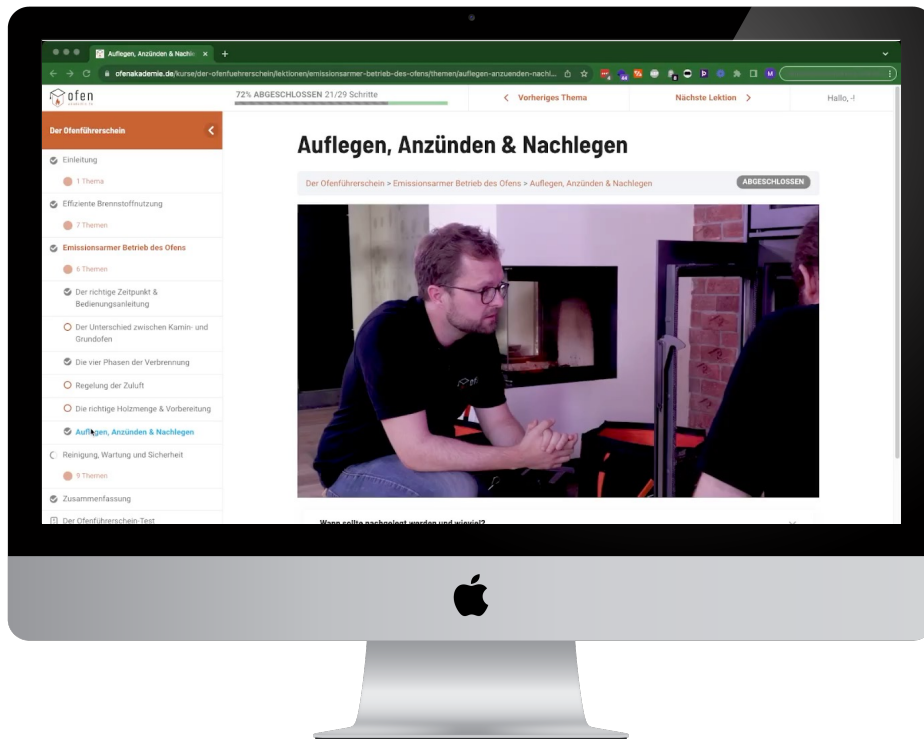 Auflegen, Anzünden & Nachle
ofenakademie.de/kurse/der-ofenfuehrerschein/lektionen/emissionsarmer-betrieb-des-ofens/themen/auflegen-anzuenden-nachl...
ofen
72% ABGESCHLOSSEN 21/29 Schritte
Vorheriges Thema
Nächste Lektion
Hallo, -!
Der Ofenführerschein
Einleitung
1 Thema
Effiziente Brennstoffnutzung
7 Themen
Emissionsarmer Betrieb des Ofens
6 Themen
Der richtige Zeitpunkt &
Bedienungsanleitung
Der Unterschied zwischen Kamin- und
Grundofen
Die vier Phasen der Verbrennung
Regelung der Zuluft
Die richtige Holzmenge & Vorbereitung
Auflegen, Anzünden & Nachlegen
Reinigung, Wartung und Sicherheit
9 Themen
Zusammenfassung
Der Ofenführerschein-Test
Auflegen, Anzünden & Nachlegen
Der Ofenführerschein > Emissionsarmer Betrieb des Ofens > Auflegen, Anzünden & Nachlegen
ABGESCHLOSSEN
Wann sollte nachgelegt werden und wieviel?